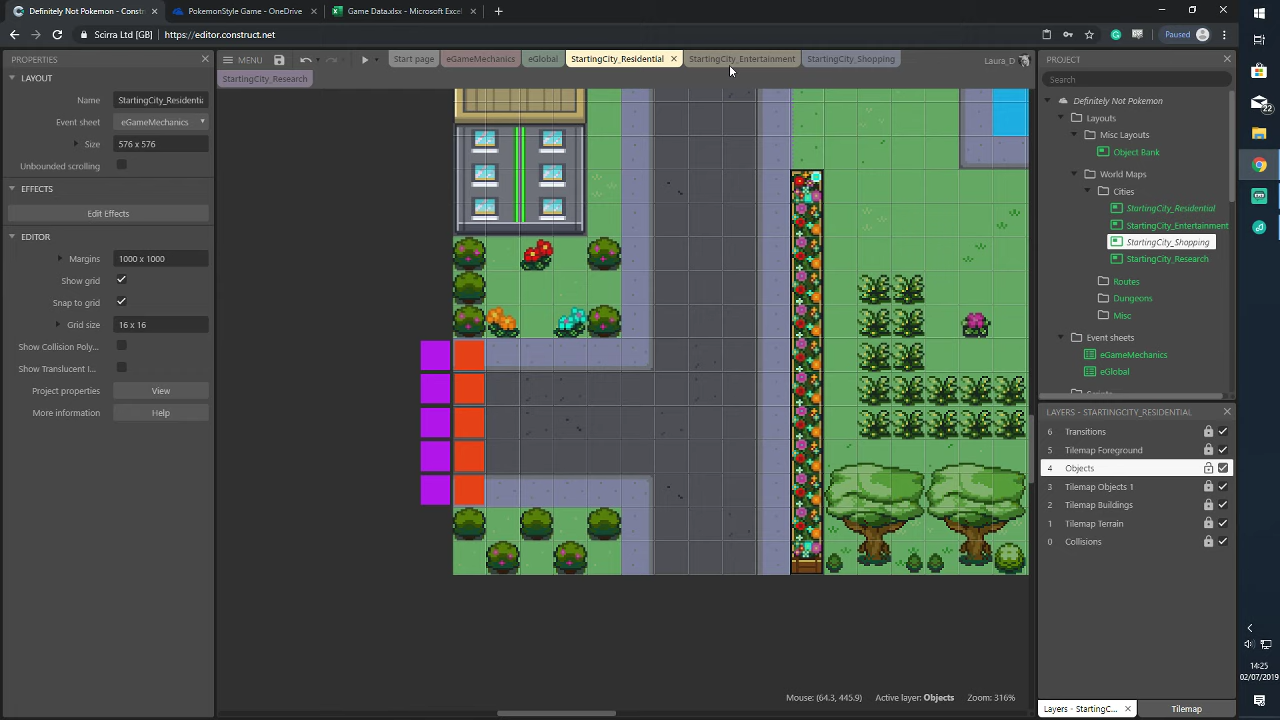 Definitely Not Pokemon - Constr
PokemonStyle Game - OneDrive
Game Data.xlsx - Microsoft Excel
Scirra Ltd [GB] | https://editor.construct.net
Paused
PROPERTIES
MENU
Start page
eGameMechanics
eGlobal
StartingCity_Residential
StartingCity_Entertainment
StartingCity_Shopping
Laura_D
StartingCity_Research
LAYOUT
Name StartingCity_Residenti
Event sheet eGameMechanics
Size 576 x 576
Unbounded scrolling
EFFECTS
Edit Effects
EDITOR
Margins 1000 x 1000
Show grid
Snap to grid
Grid size 16 x 16
Show Collision Poly...
Show Translucent I...
Project properties View
More information Help
Mouse: (64.3, 445.9) Active layer: Objects Zoom: 316%
PROJECT
Search
Definitely Not Pokemon
Layouts
Misc Layouts
Object Bank
World Maps
Cities
StartingCity_Residential
StartingCity_Entertainment
StartingCity_Shopping
StartingCity_Research
Routes
Dungeons
Misc
Event sheets
eGameMechanics
eGlobal
Scripts
LAYERS - STARTINGCITY_RESIDENTIAL
6 Transitions
5 Tilemap Foreground
4 Objects
3 Tilemap Objects 1
2 Tilemap Buildings
1 Tilemap Terrain
0 Collisions
Layers - StartingC...
Tilemap
22
14:25
02/07/2019